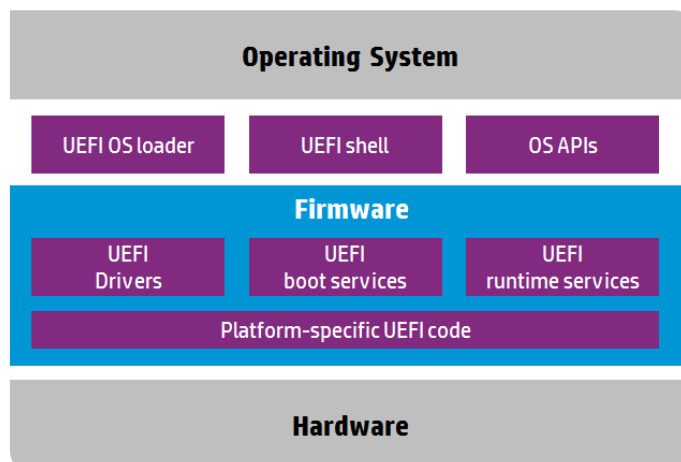 Operating System
UEFI OS loader
UEFI shell
OS APIs
Firmware
UEFI
Drivers
UEFI
boot services
UEFI
runtime services
Platform-specific UEFI code
Hardware